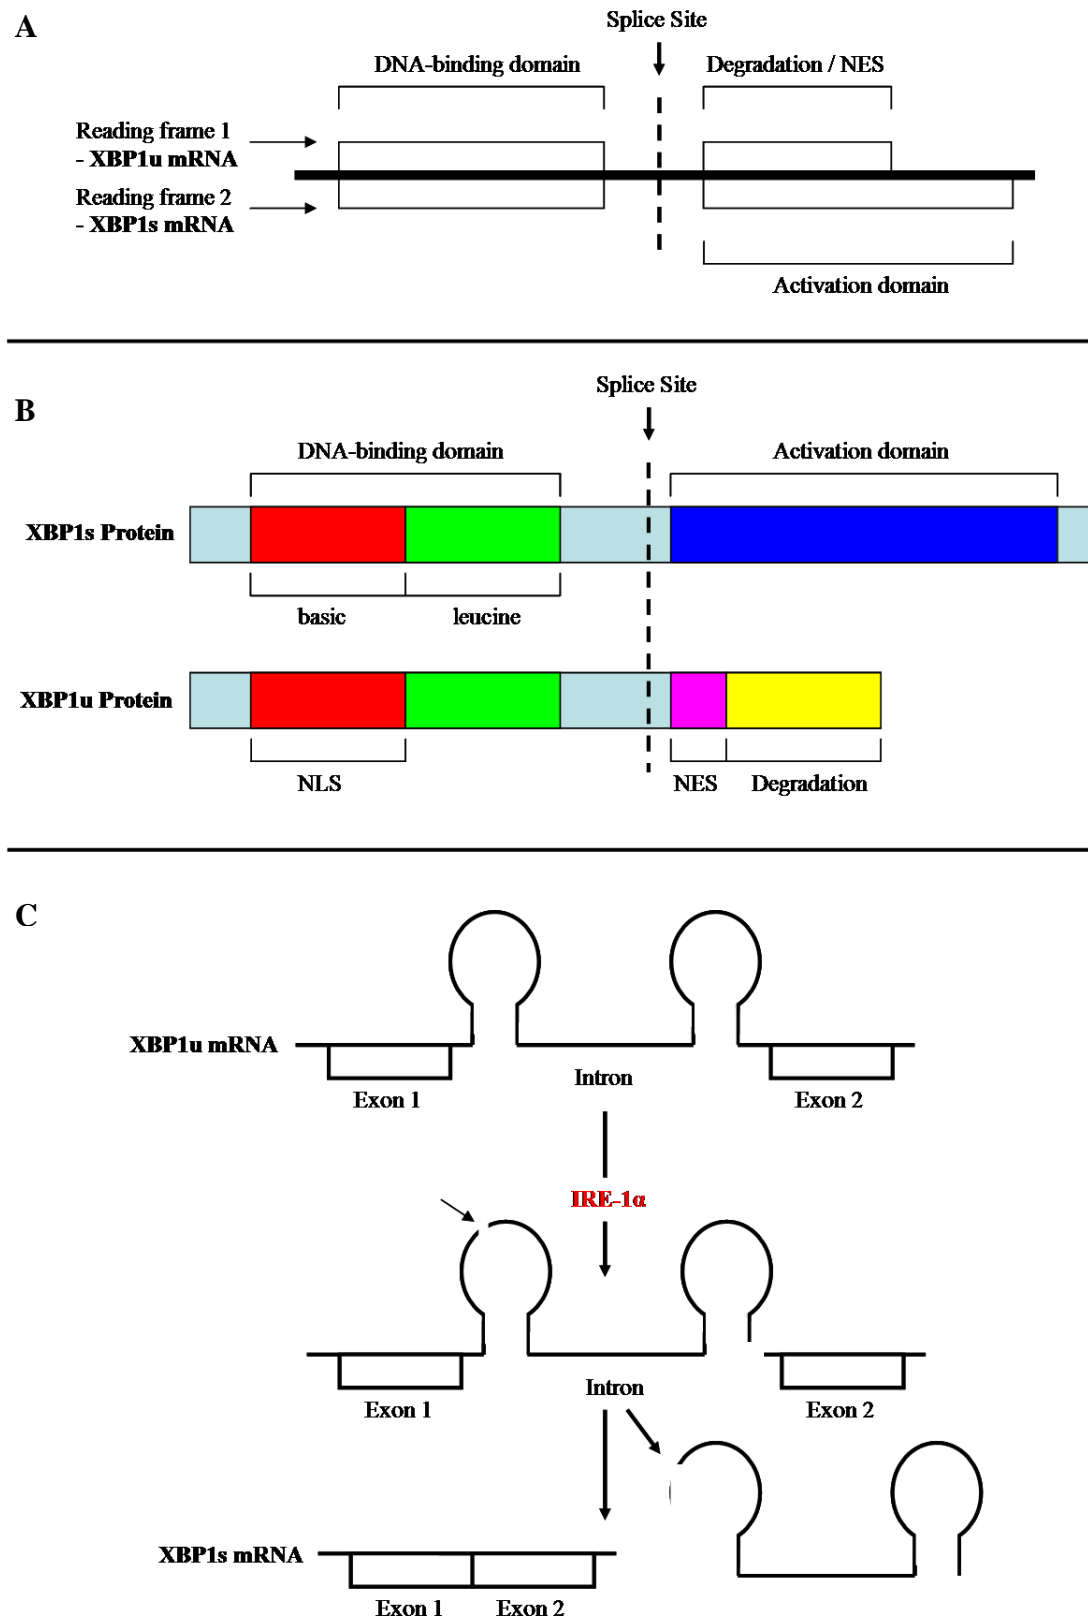 A
Splice Site
DNA-binding domain
Degradation / NES
Reading frame 1
- XBP1u mRNA
Reading frame 2
- XBP1s mRNA
Activation domain
B
Splice Site
DNA-binding domain
Activation domain
XBP1s Protein
basic
leucine
XBP1u Protein
NLS
NES
Degradation
C
XBP1u mRNA
Exon 1
Intron
Exon 2
IRE-1α
Exon 1
Intron
Exon 2
XBP1s mRNA
Exon 1
Exon 2